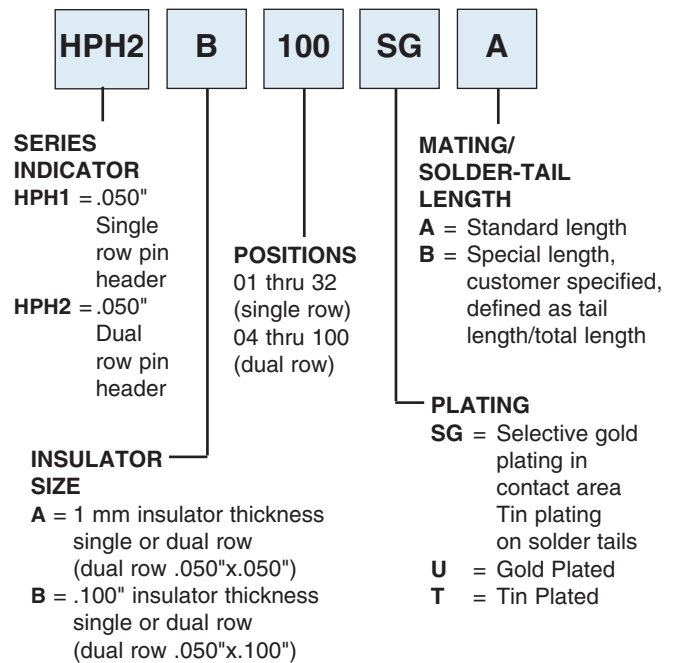 HPH2 B 100 SG A
SERIES
INDICATOR
HPH1 = .050"
Single
row pin
header
HPH2 = .050"
Dual
row pin
header
POSITIONS
01 thru 32
(single row)
04 thru 100
(dual row)
MATING/
SOLDER-TAIL
LENGTH
A = Standard length
B = Special length,
customer specified,
defined as tail
length/total length
INSULATOR
SIZE
A = 1 mm insulator thickness
single or dual row
(dual row .050"x.050")
B = .100" insulator thickness
single or dual row
(dual row .050"x.100")
PLATING
SG = Selective gold
plating in
contact area
Tin plating
on solder tails
U = Gold Plated
T = Tin Plated